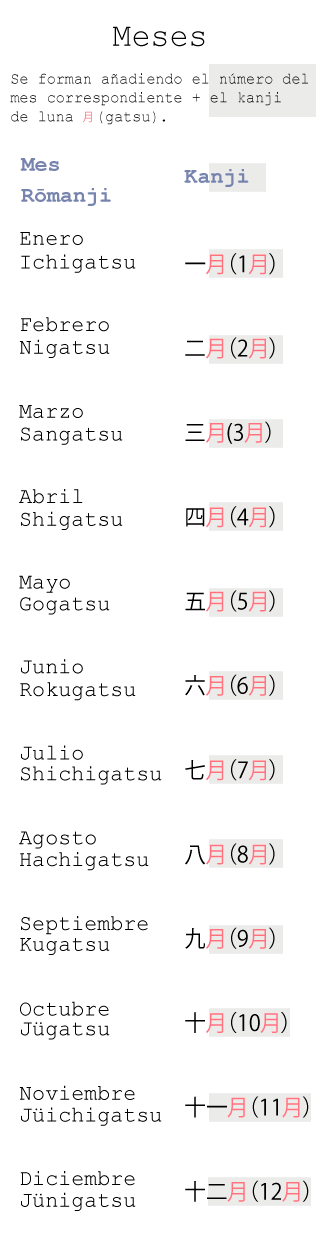 Meses
Se forman añadiendo el número del
mes correspondiente + el kanji
de luna 月(gatsu).
Mes
Rōmanji
Kanji
Enero
Ichigatsu
一月(1月)
Febrero
Nigatsu
二月(2月)
Marzo
Sangatsu
三月(3月)
Abril
Shigatsu
四月(4月)
Mayo
Gogatsu
五月(5月)
Junio
Rokugatsu
六月(6月)
Julio
Shichigatsu
七月(7月)
Agosto
Hachigatsu
八月(8月)
Septiembre
Kugatsu
九月(9月)
Octubre
Jügatsu
十月(10月)
Noviembre
Jüichigatsu
十一月(11月)
Diciembre
Jünigatsu
十二月(12月)